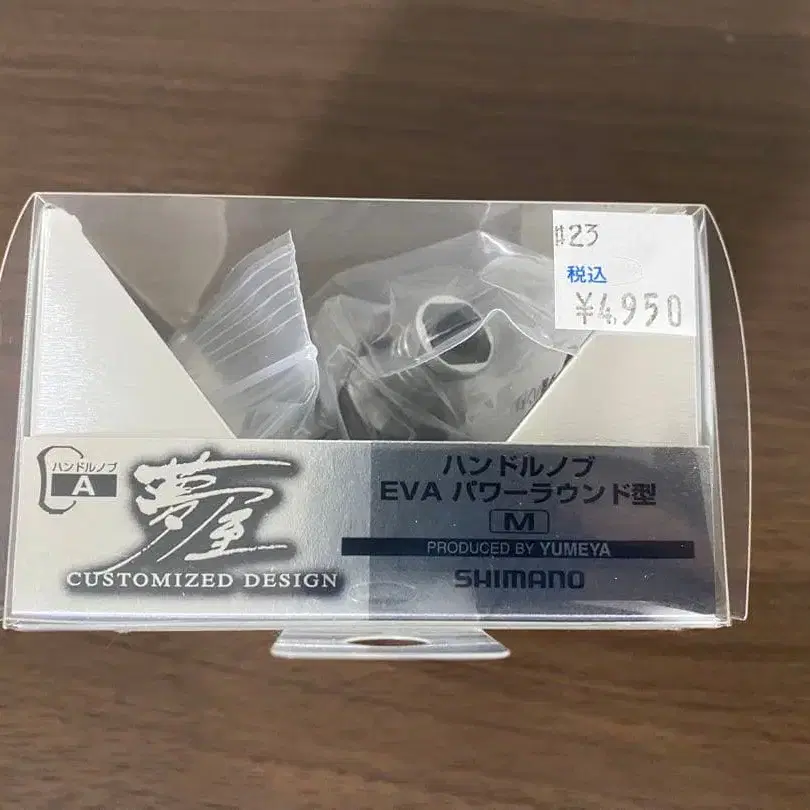 #23
税込
¥4,950
ハンドルノブ
A
夢屋
CUSTOMIZED DESIGN
ハンドルノブ
EVA パワーラウンド型
M
PRODUCED BY YUMEYA
SHIMANO